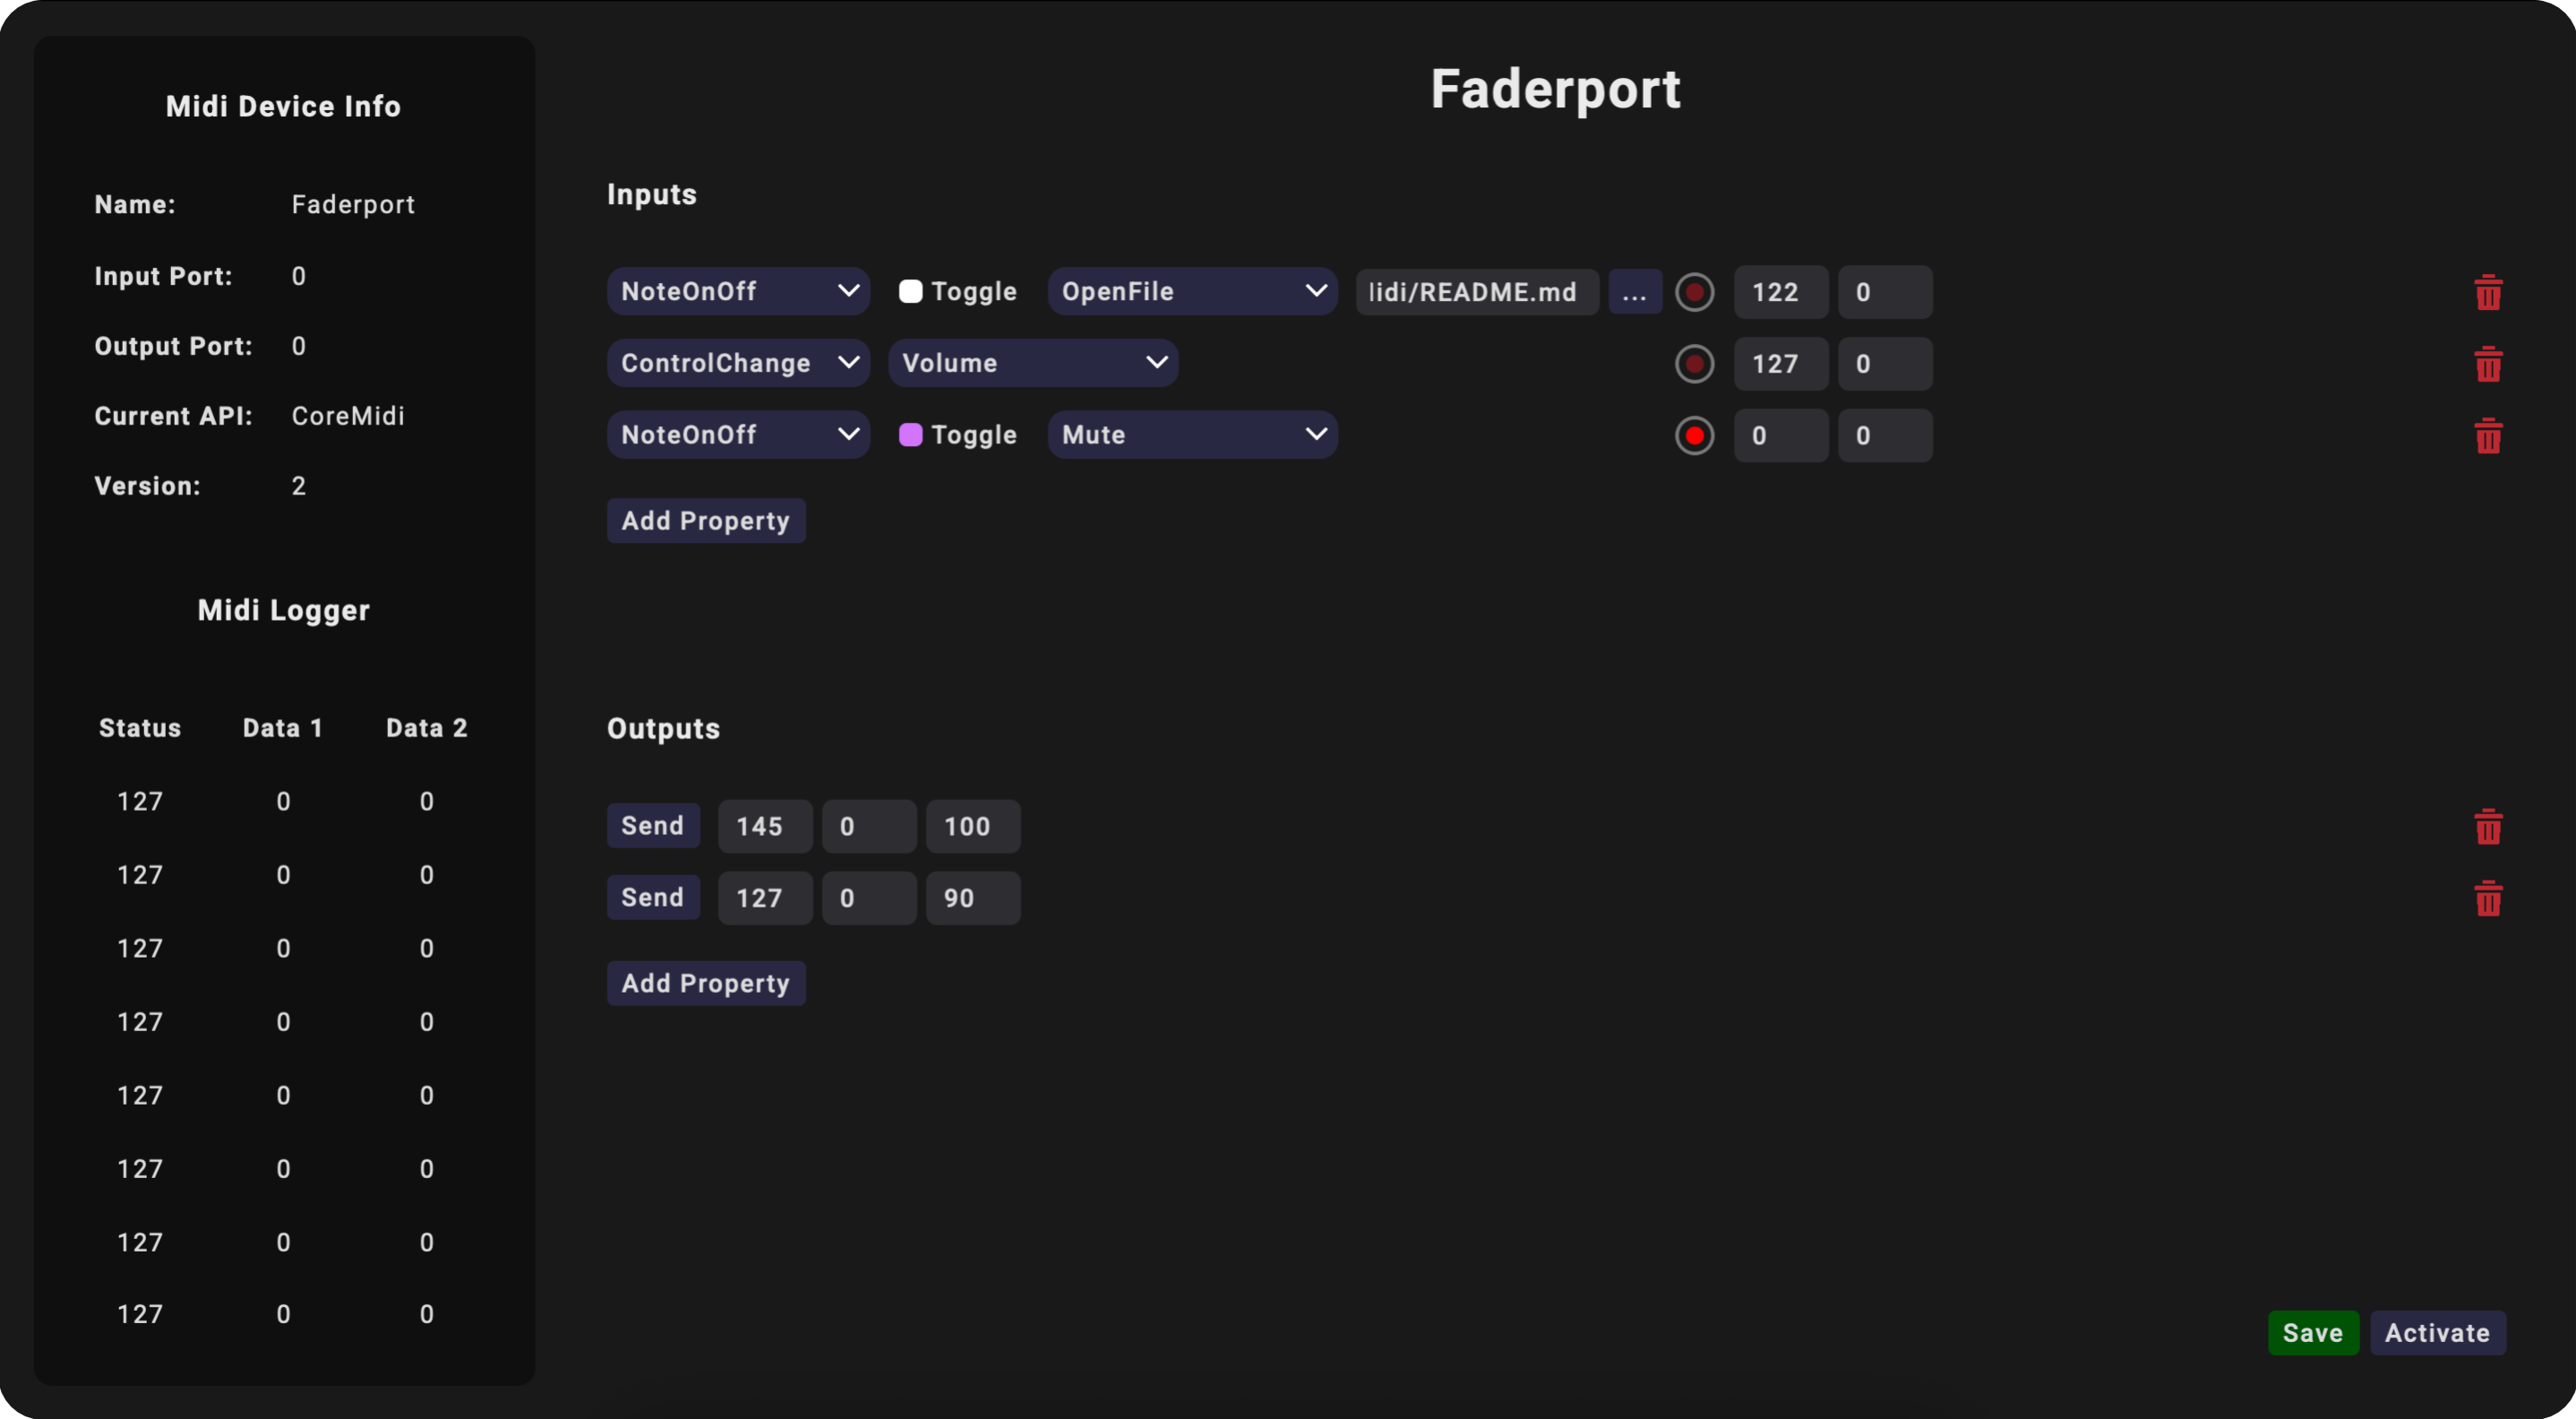 Midi Device Info
Name: Faderport
Input Port: 0
Output Port: 0
Current API: CoreMidi
Version: 2
Midi Logger
Status Data 1 Data 2
127 0 0
127 0 0
127 0 0
127 0 0
127 0 0
127 0 0
127 0 0
127 0 0
Faderport
Inputs
NoteOnOff Toggle OpenFile lidi/README.md ... 122 0
ControlChange Volume 127 0
NoteOnOff Toggle Mute 0 0
Add Property
Outputs
Send 145 0 100
Send 127 0 90
Add Property
Save Activate